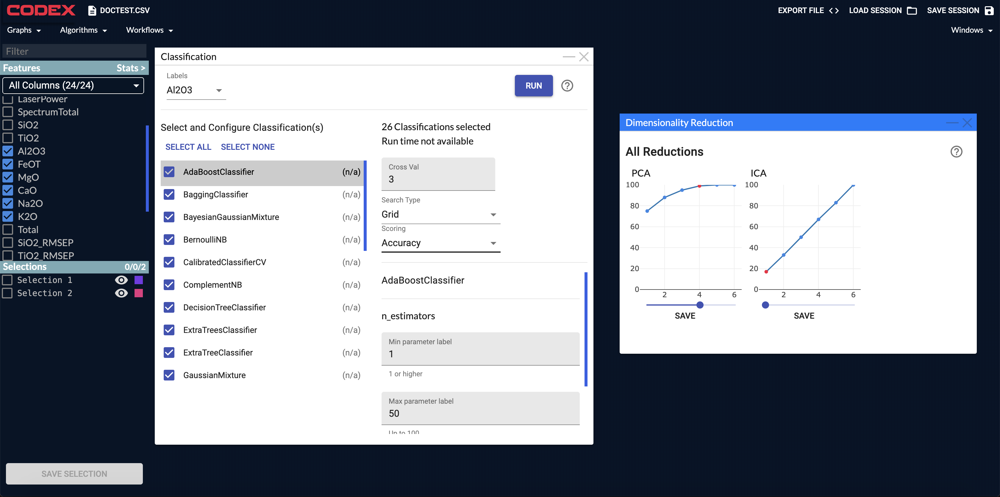 CODEX
DOCTEST.CSV
EXPORT FILE
LOAD SESSION
SAVE SESSION
Graphs
Algorithms
Workflows
Windows
Filter
Features
Stats >
All Columns (24/24)
LaserPower
SpectrumTotal
SiO2
TiO2
Al2O3
FeOT
MgO
CaO
Na2O
K2O
Total
SiO2_RMSEP
TiO2_RMSEP
Selections
0/0/2
Selection 1
Selection 2
SAVE SELECTION
Classification
Labels
Al2O3
RUN
Select and Configure Classification(s)
SELECT ALL
SELECT NONE
AdaBoostClassifier (n/a)
BaggingClassifier (n/a)
BayesianGaussianMixture (n/a)
BernoulliNB (n/a)
CalibratedClassifierCV (n/a)
ComplementNB (n/a)
DecisionTreeClassifier (n/a)
ExtraTreesClassifier (n/a)
ExtraTreeClassifier (n/a)
GaussianMixture (n/a)
26 Classifications selected
Run time not available
Cross Val
3
Search Type
Grid
Scoring
Accuracy
AdaBoostClassifier
n_estimators
Min parameter label
1
1 or higher
Max parameter label
50
Up to 100
Dimensionality Reduction
All Reductions
PCA
100
80
60
40
20
0
2 4 6
SAVE
ICA
100
80
60
40
20
0
2 4 6
SAVE